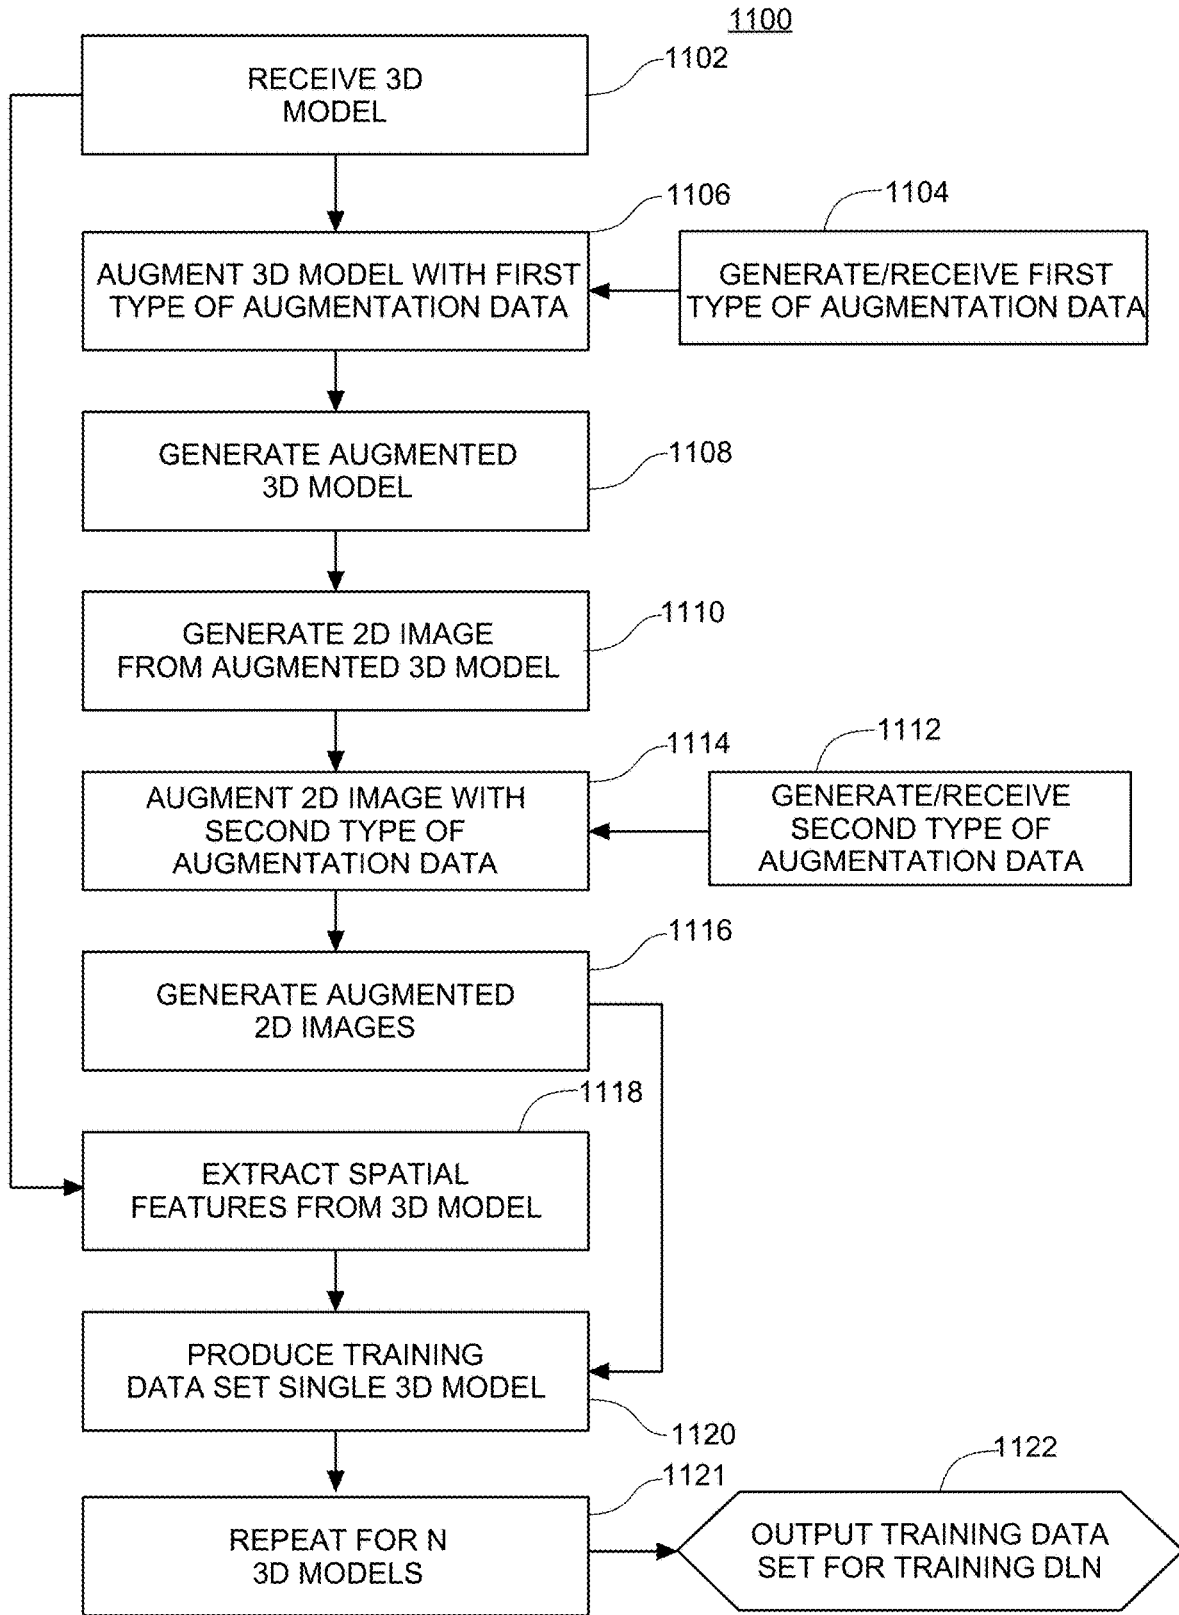 1100
1102
RECEIVE 3D
MODEL
1106
1104
AUGMENT 3D MODEL WITH FIRST
TYPE OF AUGMENTATION DATA
GENERATE/RECEIVE FIRST
TYPE OF AUGMENTATION DATA
1108
GENERATE AUGMENTED
3D MODEL
1110
GENERATE 2D IMAGE
FROM AUGMENTED 3D MODEL
1114
1112
AUGMENT 2D IMAGE WITH
SECOND TYPE OF
AUGMENTATION DATA
GENERATE/RECEIVE
SECOND TYPE OF
AUGMENTATION DATA
1116
GENERATE AUGMENTED
2D IMAGES
1118
EXTRACT SPATIAL
FEATURES FROM 3D MODEL
PRODUCE TRAINING
DATA SET SINGLE 3D MODEL
1120
1121
1122
REPEAT FOR N
3D MODELS
OUTPUT TRAINING DATA
SET FOR TRAINING DLN